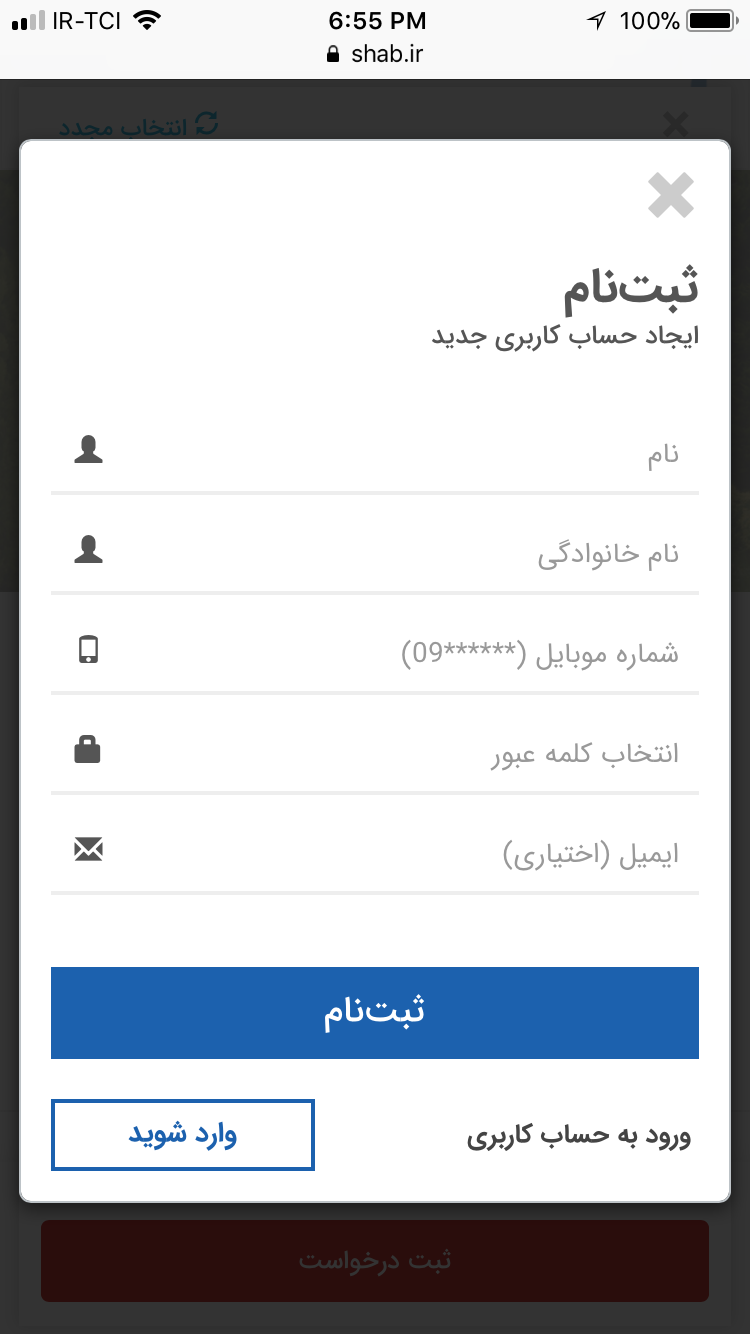 IR-TCI 6:55 PM 100%
shab.ir
انتخاب مجدد
ثبت‌نام
ایجاد حساب کاربری جدید
نام
نام خانوادگی
شماره موبایل (******09)
انتخاب کلمه عبور
ایمیل (اختیاری)
ثبت‌نام
ورود به حساب کاربری
وارد شوید
ثبت درخواست